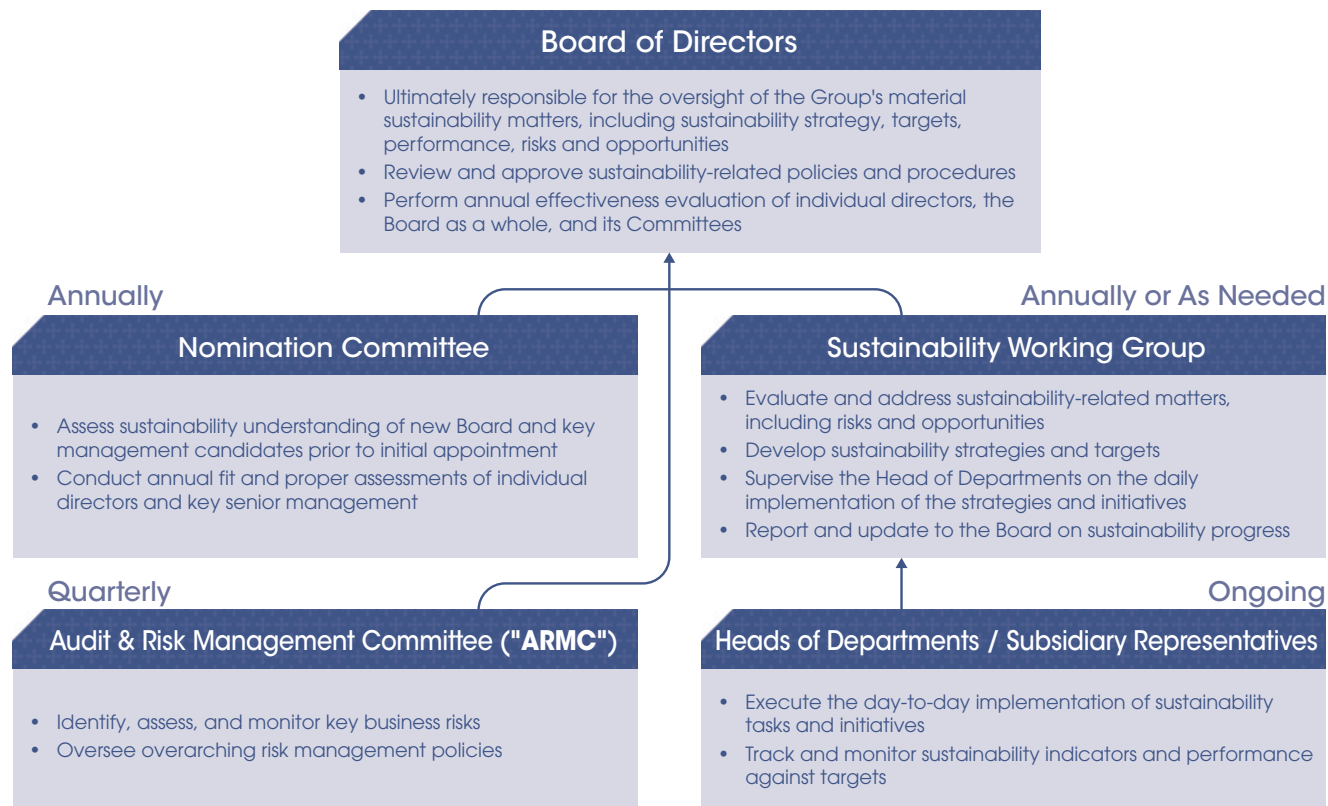 Board of Directors
• Ultimately responsible for the oversight of the Group's material
sustainability matters, including sustainability strategy, targets,
performance, risks and opportunities
• Review and approve sustainability-related policies and procedures
• Perform annual effectiveness evaluation of individual directors, the
Board as a whole, and its Committees
Annually
Nomination Committee
• Assess sustainability understanding of new Board and key
management candidates prior to initial appointment
• Conduct annual fit and proper assessments of individual
directors and key senior management
Annually or As Needed
Sustainability Working Group
• Evaluate and address sustainability-related matters,
including risks and opportunities
• Develop sustainability strategies and targets
• Supervise the Head of Departments on the daily
implementation of the strategies and initiatives
• Report and update to the Board on sustainability progress
Quarterly
Audit & Risk Management Committee ("ARMC")
• Identify, assess, and monitor key business risks
• Oversee overarching risk management policies
Ongoing
Heads of Departments / Subsidiary Representatives
• Execute the day-to-day implementation of sustainability
tasks and initiatives
• Track and monitor sustainability indicators and performance
against targets